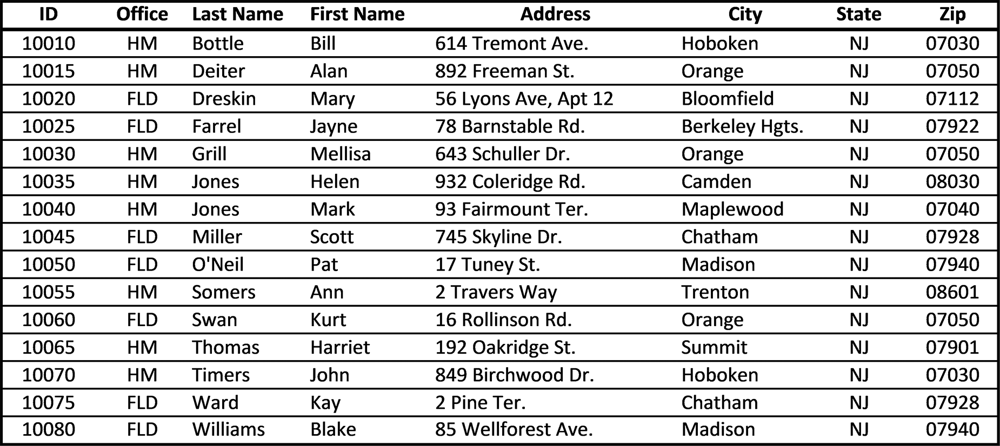 ID Office Last Name First Name Address City State Zip
10010 HM Bottle Bill 614 Tremont Ave. Hoboken NJ 07030
10015 HM Deiter Alan 892 Freeman St. Orange NJ 07050
10020 FLD Dreskin Mary 56 Lyons Ave, Apt 12 Bloomfield NJ 07112
10025 FLD Farrel Jayne 78 Barnstable Rd. Berkeley Hgts. NJ 07922
10030 HM Grill Mellisa 643 Schuller Dr. Orange NJ 07050
10035 HM Jones Helen 932 Coleridge Rd. Camden NJ 08030
10040 HM Jones Mark 93 Fairmount Ter. Maplewood NJ 07040
10045 FLD Miller Scott 745 Skyline Dr. Chatham NJ 07928
10050 FLD O'Neil Pat 17 Tuney St. Madison NJ 07940
10055 HM Somers Ann 2 Travers Way Trenton NJ 08601
10060 FLD Swan Kurt 16 Rollinson Rd. Orange NJ 07050
10065 HM Thomas Harriet 192 Oakridge St. Summit NJ 07901
10070 HM Timers John 849 Birchwood Dr. Hoboken NJ 07030
10075 FLD Ward Kay 2 Pine Ter. Chatham NJ 07928
10080 FLD Williams Blake 85 Wellforest Ave. Madison NJ 07940